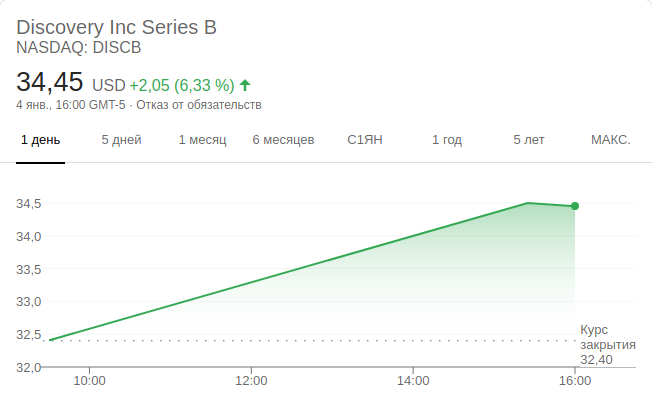 Discovery Inc Series B
NASDAQ: DISCB
34,45 USD +2,05 (6,33 %)
4 янв., 16:00 GMT-5 · Отказ от обязательств
1 день 5 дней 1 месяц 6 месяцев С1ЯН 1 год 5 лет МАКС.
34,5
34,0
33,5
33,0
32,5
32,0
Курс
закрытия
32,40
10:00 12:00 14:00 16:00